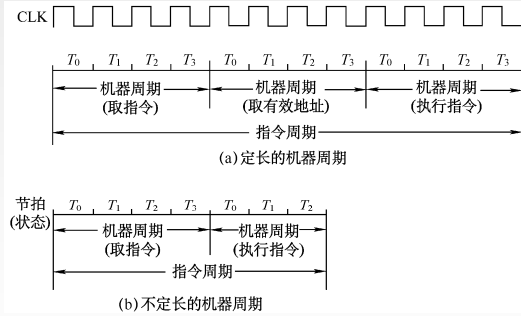 CLK
T0 T1 T2 T3 T0 T1 T2 T3 T0 T1 T2 T3
机器周期 机器周期 机器周期
(取指令) (取有效地址) (执行指令)
指令周期
(a)定长的机器周期
节拍 T0 T1 T2 T3 T0 T1 T2
(状态)
机器周期 机器周期
(取指令) (执行指令)
指令周期
(b)不定长的机器周期